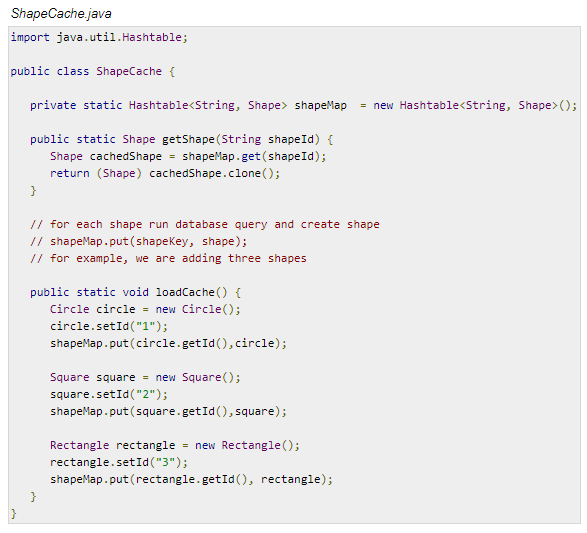 ShapeCache.java
import java.util.Hashtable;
public class ShapeCache {
private static Hashtable<String, Shape> shapeMap  = new Hashtable<String, Shape>();
public static Shape getShape(String shapeId) {
Shape cachedShape = shapeMap.get(shapeId);
return (Shape) cachedShape.clone();
}
// for each shape run database query and create shape
// shapeMap.put(shapeKey, shape);
// for example, we are adding three shapes
public static void loadCache() {
Circle circle = new Circle();
circle.setId("1");
shapeMap.put(circle.getId(),circle);
Square square = new Square();
square.setId("2");
shapeMap.put(square.getId(),square);
Rectangle rectangle = new Rectangle();
rectangle.setId("3");
shapeMap.put(rectangle.getId(), rectangle);
}
}